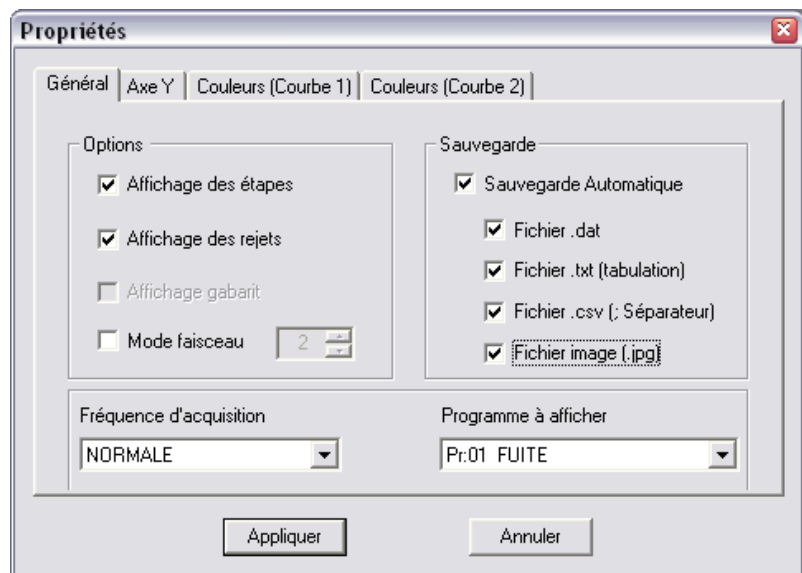 Propriétés
Général
Axe Y
Couleurs (Courbe 1)
Couleurs (Courbe 2)
Options
Affichage des étapes
Affichage des rejets
Affichage gabarit
Mode faisceau 2
Sauvegarde
Sauvegarde Automatique
Fichier .dat
Fichier .txt (tabulation)
Fichier .csv (; Séparateur)
Fichier image (.jpg)
Fréquence d'acquisition
NORMALE
Programme à afficher
Pr:01 FUITE
Appliquer
Annuler